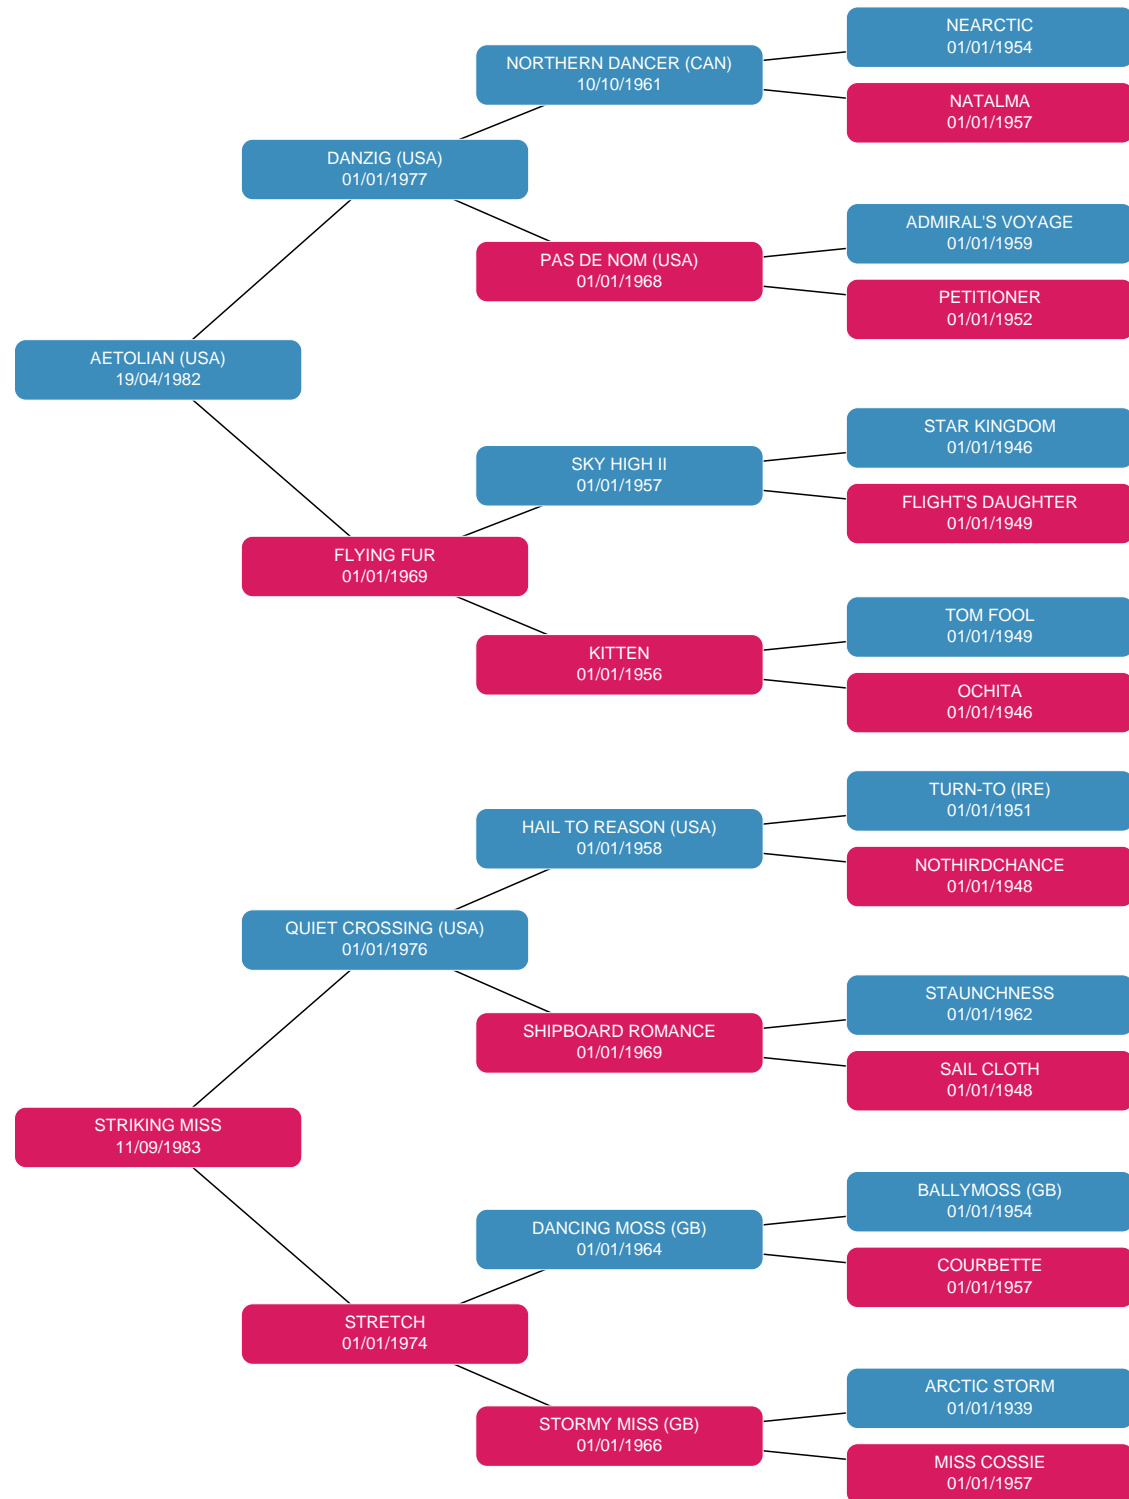 NEARCTIC
01/01/1954
NORTHERN DANCER (CAN)
10/10/1961
NATALMA
01/01/1957
DANZIG (USA)
01/01/1977
ADMIRAL'S VOYAGE
01/01/1959
PAS DE NOM (USA)
01/01/1968
PETITIONER
01/01/1952
AETOLIAN (USA)
19/04/1982
STAR KINGDOM
01/01/1946
SKY HIGH II
01/01/1957
FLIGHT'S DAUGHTER
01/01/1949
FLYING FUR
01/01/1969
TOM FOOL
01/01/1949
KITTEN
01/01/1956
OCHITA
01/01/1946
TURN-TO (IRE)
01/01/1951
HAIL TO REASON (USA)
01/01/1958
NOTHIRDCHANCE
01/01/1948
QUIET CROSSING (USA)
01/01/1976
STAUNCHNESS
01/01/1962
SHIPBOARD ROMANCE
01/01/1969
SAIL CLOTH
01/01/1948
STRIKING MISS
11/09/1983
BALLYMOSS (GB)
01/01/1954
DANCING MOSS (GB)
01/01/1964
COURBETTE
01/01/1957
STRETCH
01/01/1974
ARCTIC STORM
01/01/1939
STORMY MISS (GB)
01/01/1966
MISS COSSIE
01/01/1957